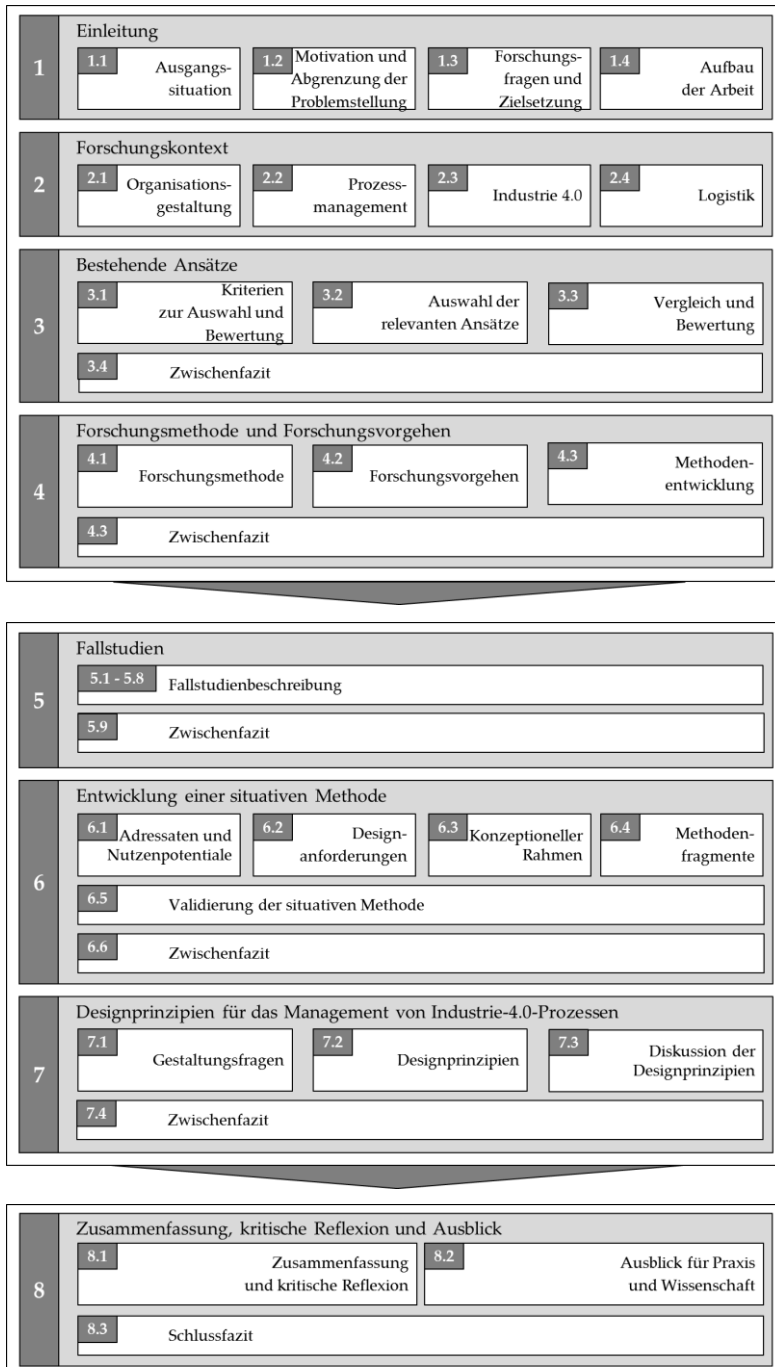 1
Einleitung
1.1
Ausgangs-
situation
1.2
Motivation und
Abgrenzung der
Problemstellung
1.3
Forschungs-
fragen und
Zielsetzung
1.4
Aufbau
der Arbeit
2
Forschungskontext
2.1
Organisations-
gestaltung
2.2
Prozess-
management
2.3
Industrie 4.0
2.4
Logistik
3
Bestehende Ansätze
3.1
Kriterien
zur Auswahl und
Bewertung
3.2
Auswahl der
relevanten Ansätze
3.3
Vergleich und
Bewertung
3.4
Zwischenfazit
4
Forschungsmethode und Forschungsvorgehen
4.1
Forschungsmethode
4.2
Forschungsvorgehen
4.3
Methoden-
entwicklung
4.3
Zwischenfazit
5
Fallstudien
5.1 - 5.8
Fallstudienbeschreibung
5.9
Zwischenfazit
6
Entwicklung einer situativen Methode
6.1
Adressaten und
Nutzenpotentiale
6.2
Design-
anforderungen
6.3
Konzeptioneller
Rahmen
6.4
Methoden-
fragmente
6.5
Validierung der situativen Methode
6.6
Zwischenfazit
7
Designprinzipien für das Management von Industrie-4.0-Prozessen
7.1
Gestaltungsfragen
7.2
Designprinzipien
7.3
Diskussion der
Designprinzipien
7.4
Zwischenfazit
8
Zusammenfassung, kritische Reflexion und Ausblick
8.1
Zusammenfassung
und kritische Reflexion
8.2
Ausblick für Praxis
und Wissenschaft
8.3
Schlussfazit